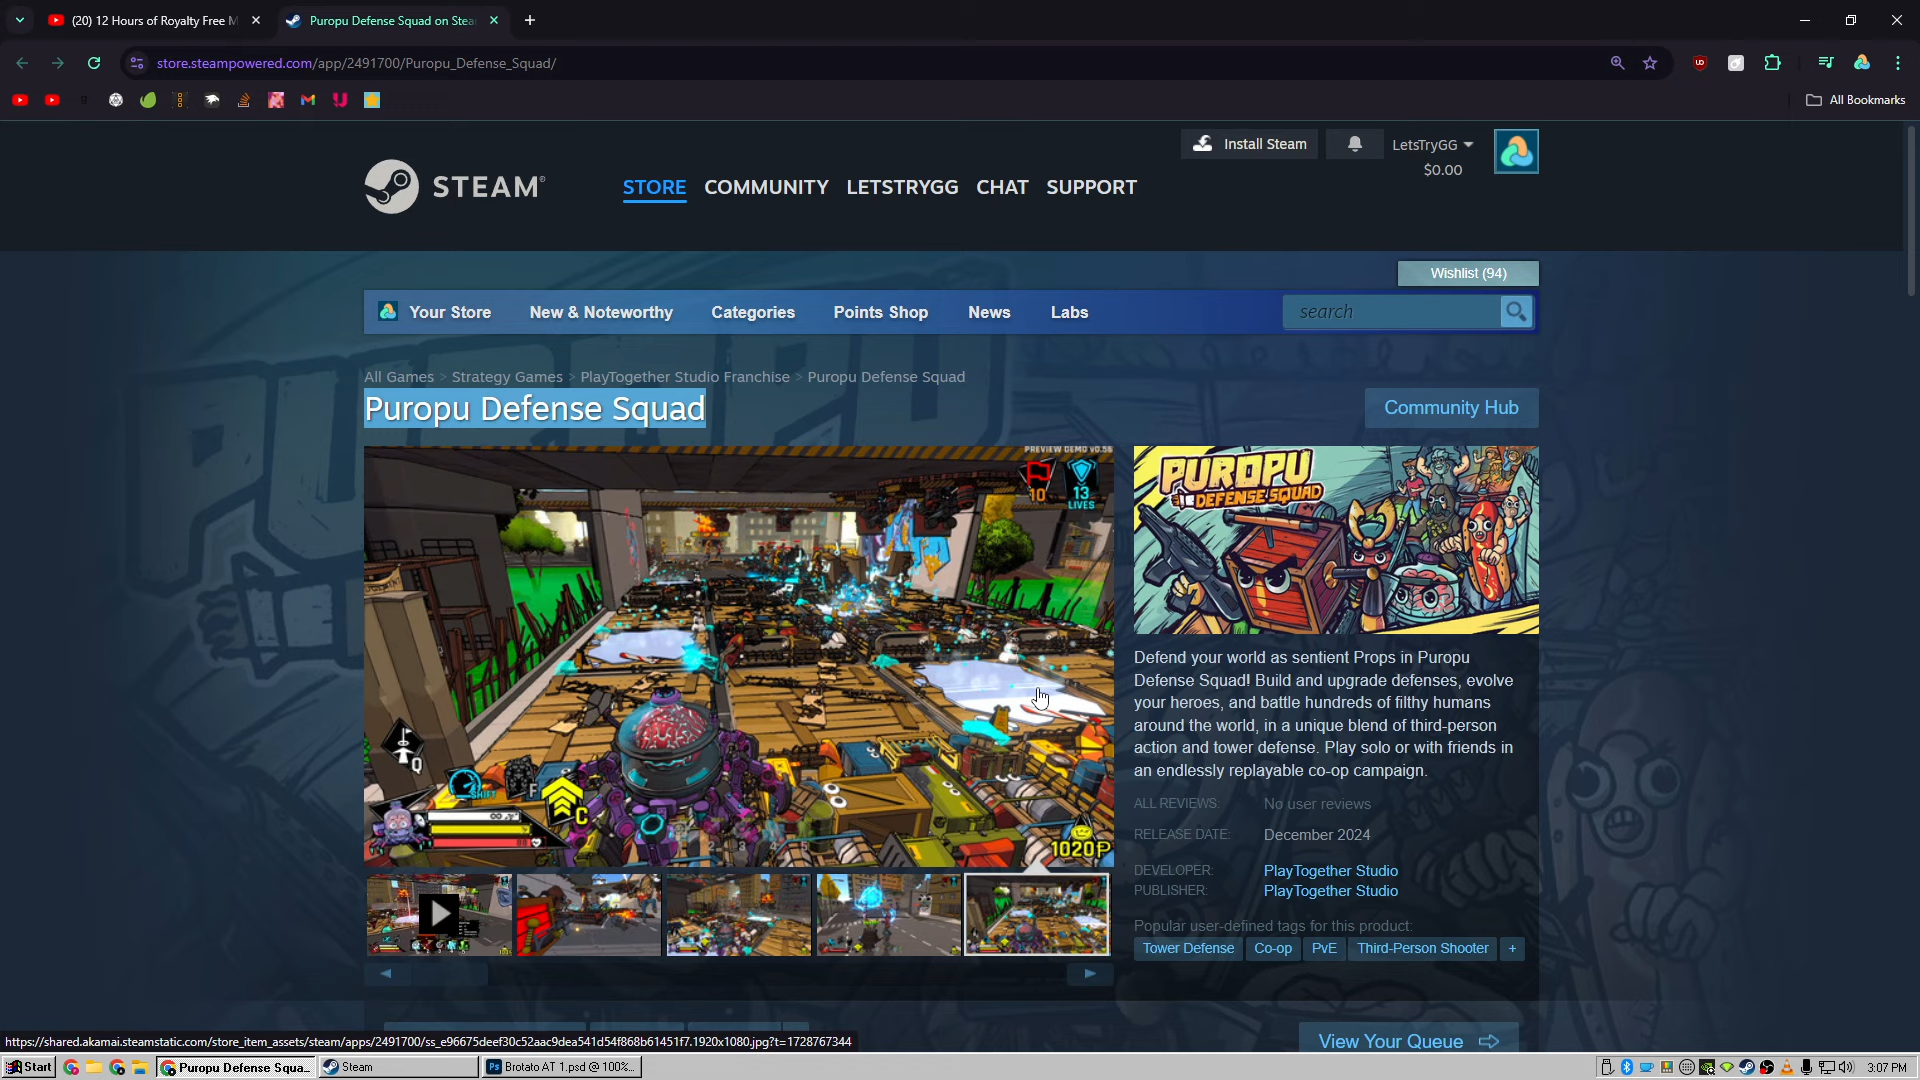 (20) 12 Hours of Royalty Free M
Puropu Defense Squad on Stea
store.steampowered.com/app/2491700/Puropu_Defense_Squad/
All Bookmarks
Install Steam
LetsTryGG
$0.00
STEAM®
STORE
COMMUNITY
LETSTRYGG
CHAT
SUPPORT
Wishlist (94)
Your Store
New & Noteworthy
Categories
Points Shop
News
Labs
search
All Games > Strategy Games > PlayTogether Studio Franchise > Puropu Defense Squad
Puropu Defense Squad
Community Hub
PREVIEW DEMO V0.55
10
13
LIVES
Q
SHIFT
F
C
1020P
PUROPU
DEFENSE SQUAD
Defend your world as sentient Props in Puropu
Defense Squad! Build and upgrade defenses, evolve
your heroes, and battle hundreds of filthy humans
around the world, in a unique blend of third-person
action and tower defense. Play solo or with friends in
an endlessly replayable co-op campaign.
ALL REVIEWS: No user reviews
RELEASE DATE: December 2024
DEVELOPER: PlayTogether Studio
PUBLISHER: PlayTogether Studio
Popular user-defined tags for this product:
Tower Defense
Co-op
PvE
Third-Person Shooter
+
View Your Queue
https://shared.akamai.steamstatic.com/store_item_assets/steam/apps/2491700/ss_e96675deef30c52aac9dea541d54f868b61451f7.1920x1080.jpg?t=1728767344
Start
Puropu Defense Squa...
Steam
Brotato AT 1.psd @ 100%...
3:07 PM